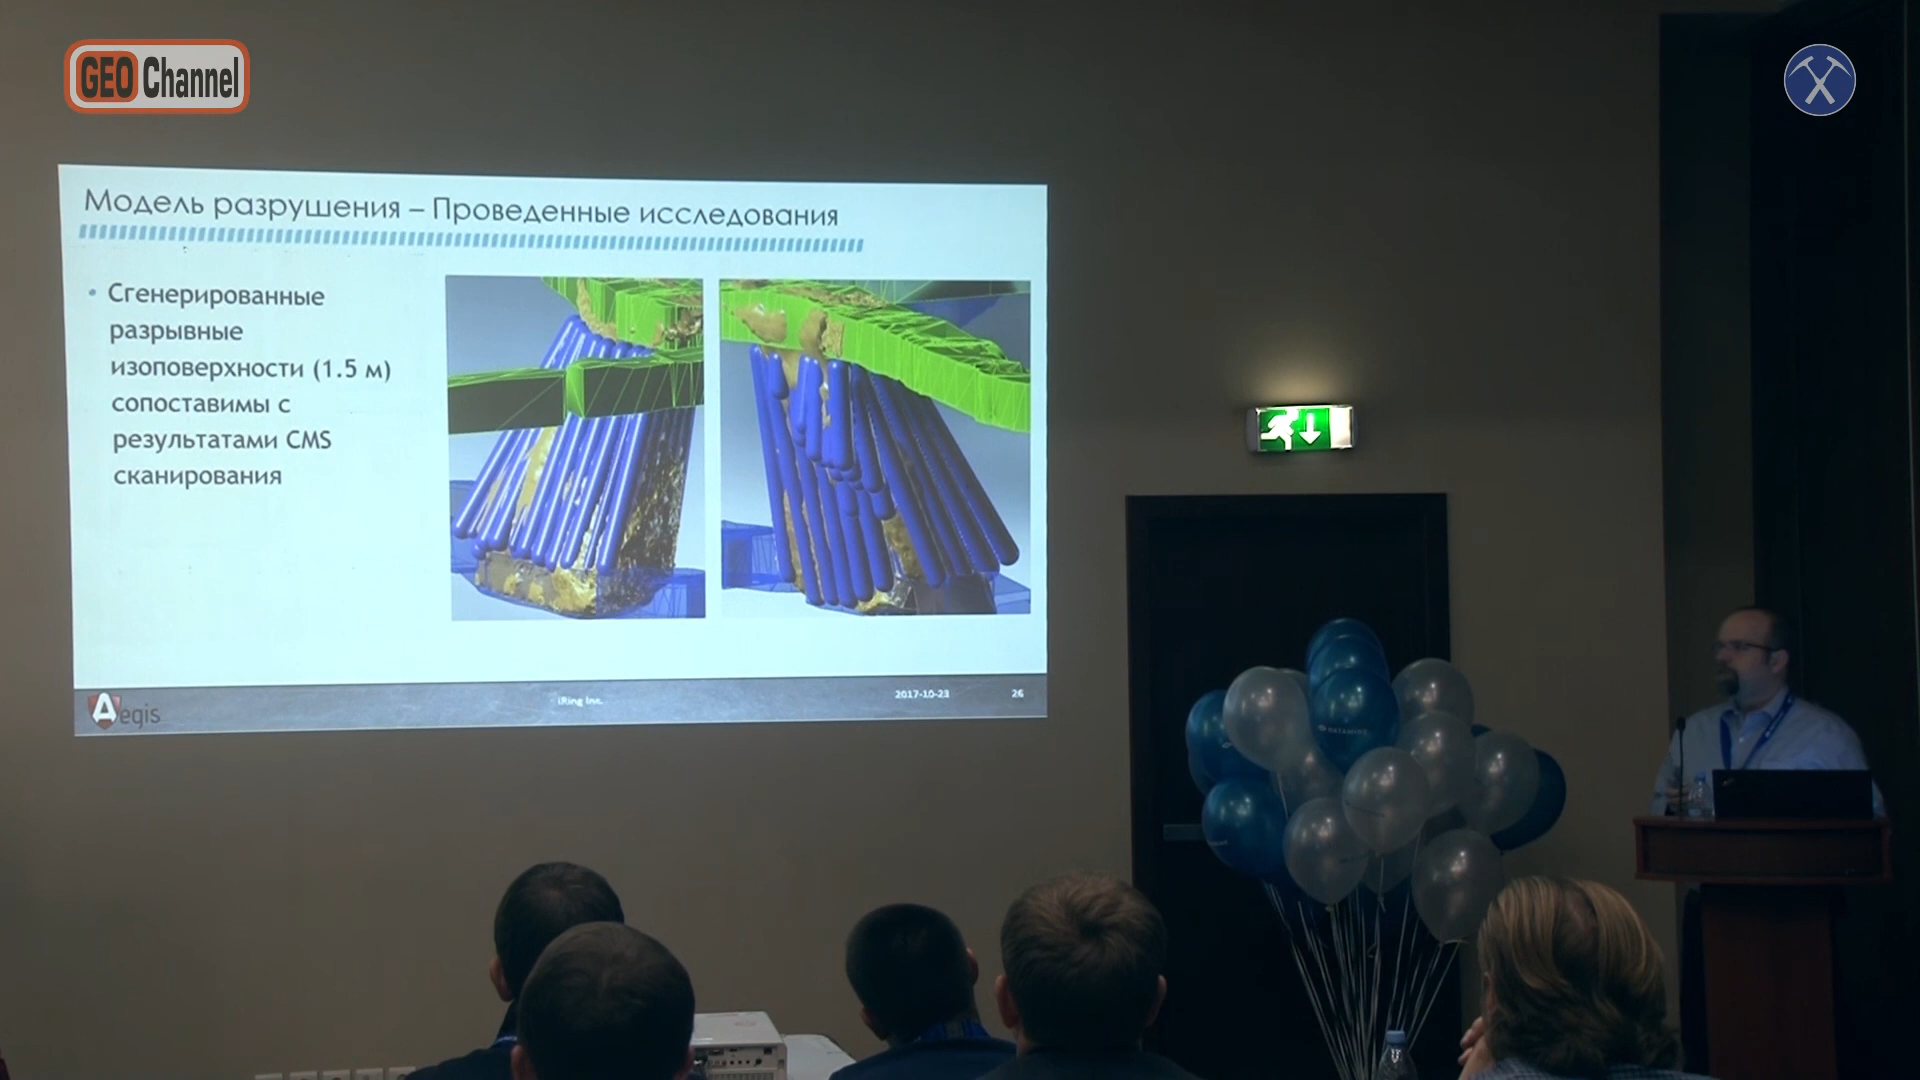 GEO Channel
Модель разрушения – Проведенные исследования
• Сгенерированные
разрывные
изоповерхности (1.5 м)
сопоставимы с
результатами CMS
сканирования
Aegis
iRing Inc.
2017-10-23
26
DATAMINE